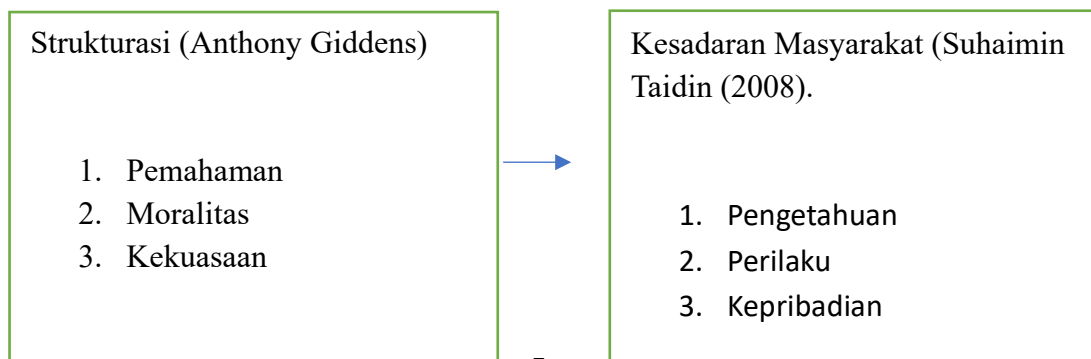 Strukturasi (Anthony Giddens)
1. Pemahaman
2. Moralitas
3. Kekuasaan
Kesadaran Masyarakat (Suhaimin
Taidin (2008).
1. Pengetahuan
2. Perilaku
3. Kepribadian